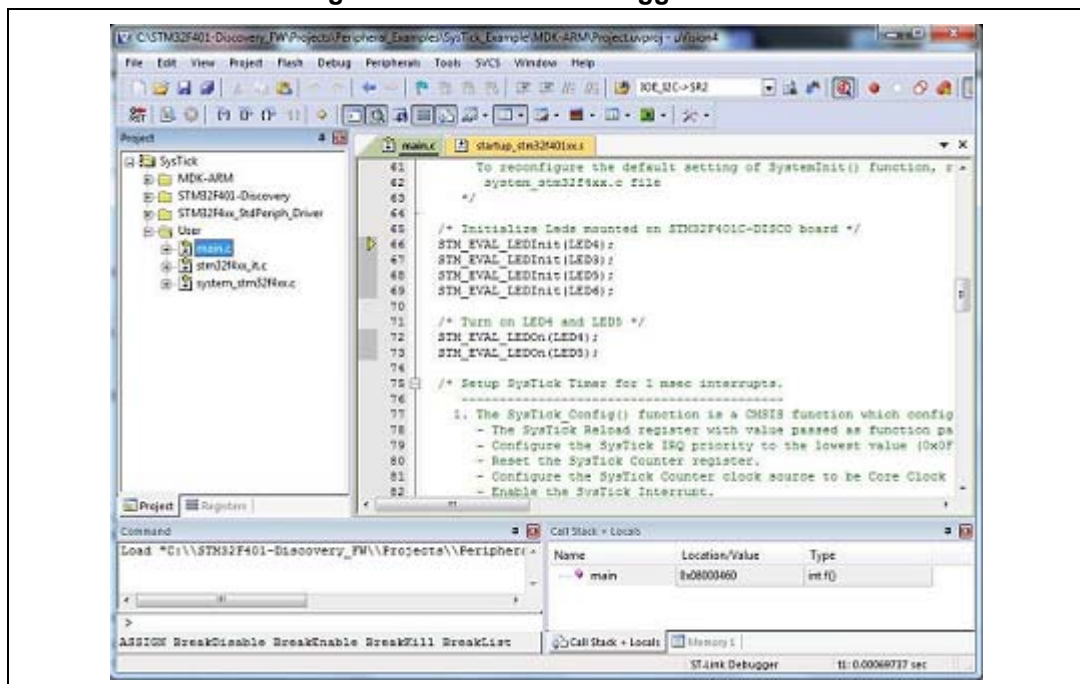 C:\STM32F401-Discovery_FW\Projects\Peripheral_Examples\SysTick_Example\MDK-ARM\Project.uvproj - µVision4
File Edit View Project Flash Debug Peripherals Tools SVCS Window Help
IOE_I2C->SR2
Project
main.c startup_stm32f401xx.s
SysTick
MDK-ARM
STM32F401-Discovery
STM32F4xx_StdPeriph_Driver
User
main.c
stm32f4xx_it.c
system_stm32f4xx.c
61 To reconfigure the default setting of SystemInit() function, r
62 system_stm32f4xx.c file
63 */
64
65 /* Initialize Leds mounted on STM32F401C-DISCO board */
66 STM_EVAL_LEDInit(LED4);
67 STM_EVAL_LEDInit(LED3);
68 STM_EVAL_LEDInit(LED5);
69 STM_EVAL_LEDInit(LED6);
70
71 /* Turn on LED4 and LED5 */
72 STM_EVAL_LEDOn(LED4);
73 STM_EVAL_LEDOn(LED5);
74
75 /* Setup SysTick Timer for 1 msec interrupts.
76 ------------------------------------------
77 1. The SysTick_Config() function is a CMSIS function which config
78 - The SysTick Reload register with value passed as function pa
79 - Configure the SysTick IRQ priority to the lowest value (0x0F
80 - Reset the SysTick Counter register.
81 - Configure the SysTick Counter clock source to be Core Clock
82 - Enable the SysTick Interrupt.
Project Registers
Command
Load "C:\\STM32F401-Discovery_FW\\Projects\\Periphera
>
ASSIGN BreakDisable BreakEnable BreakKill BreakList
Call Stack + Locals
Name Location/Value Type
main 0x08000460 int f()
Call Stack + Locals Memory 1
ST-Link Debugger t1: 0.00069737 sec